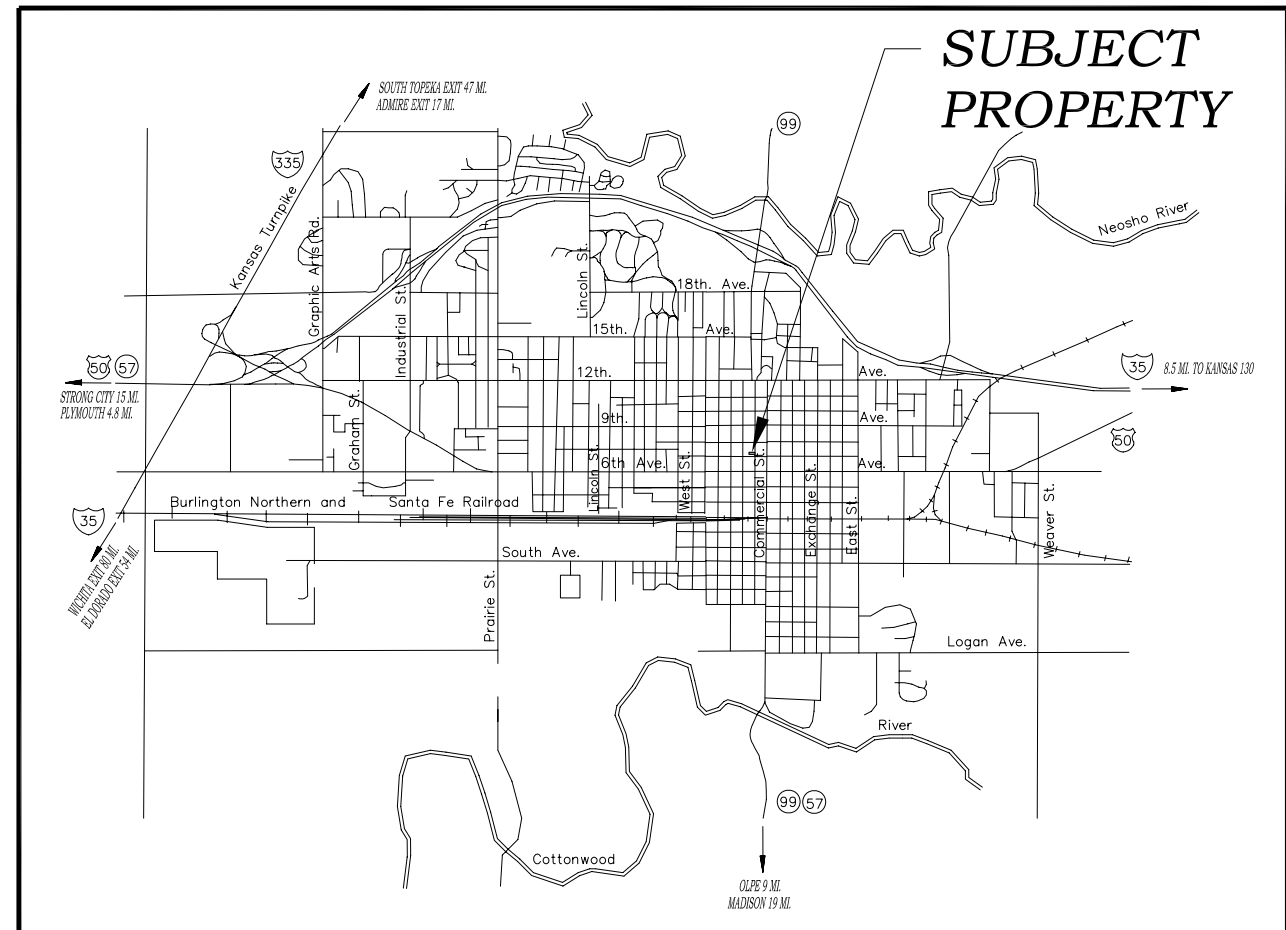 SUBJECT
PROPERTY
SOUTH TOPEKA EXIT 47 MI.
ADMIRE EXIT 17 MI.
99
335
Kansas Turnpike
Neosho River
Graphic Arts Rd.
Industrial St.
Lincoln St.
18th. Ave.
15th. Ave.
50 57
STRONG CITY 15 MI.
PLYMOUTH 4.8 MI.
12th. Ave.
35
8.5 MI. TO KANSAS 130
9th. Ave.
50
Graham St.
Lincoln St.
6th Ave. Ave.
West St.
Commercial St.
Exchange St.
East St.
Weaver St.
Burlington Northern and Santa Fe Railroad
35
WICHITA EXIT 80 MI.
EL DORADO EXIT 54 MI.
South Ave.
Prairie St.
Logan Ave.
River
99 57
Cottonwood
OLPE 9 MI.
MADISON 19 MI.